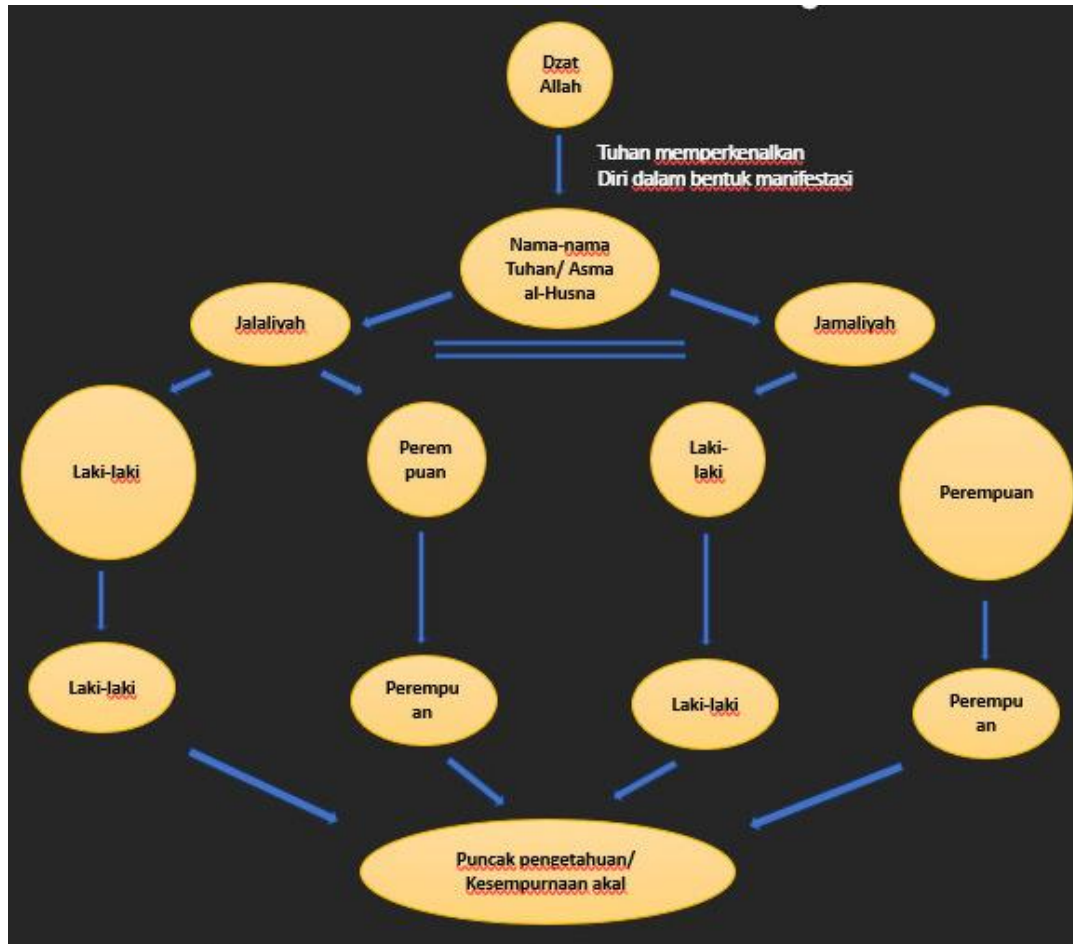 Dzat
Allah
Tuhan memperkenalkan
Diri dalam bentuk manifestasi
Nama-nama
Tuhan/ Asma
al-Husna
Jalaliyah
Jamaliyah
Laki-laki
Perem
puan
Laki-
laki
Perempuan
Laki-laki
Perempu
an
Laki-laki
Perempu
an
Puncak pengetahuan/
Kesempurnaan akal